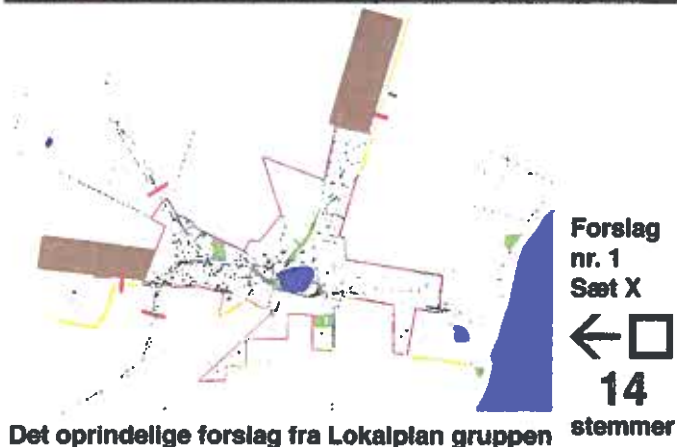 Forslag
nr. 1
Sæt X
14
stemmer
Det oprindelige forslag fra Lokalplan gruppen